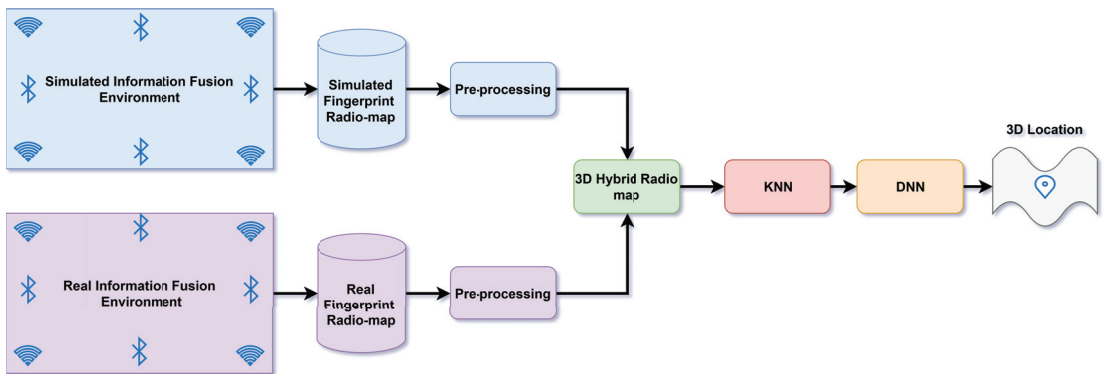 Simulated Information Fusion
Environment
Simulated
Fingerprint
Radio-map
Pre-processing
3D Hybrid Radio
map
KNN
DNN
3D Location
Real Information Fusion
Environment
Real
Fingerprint
Radio-map
Pre-processing